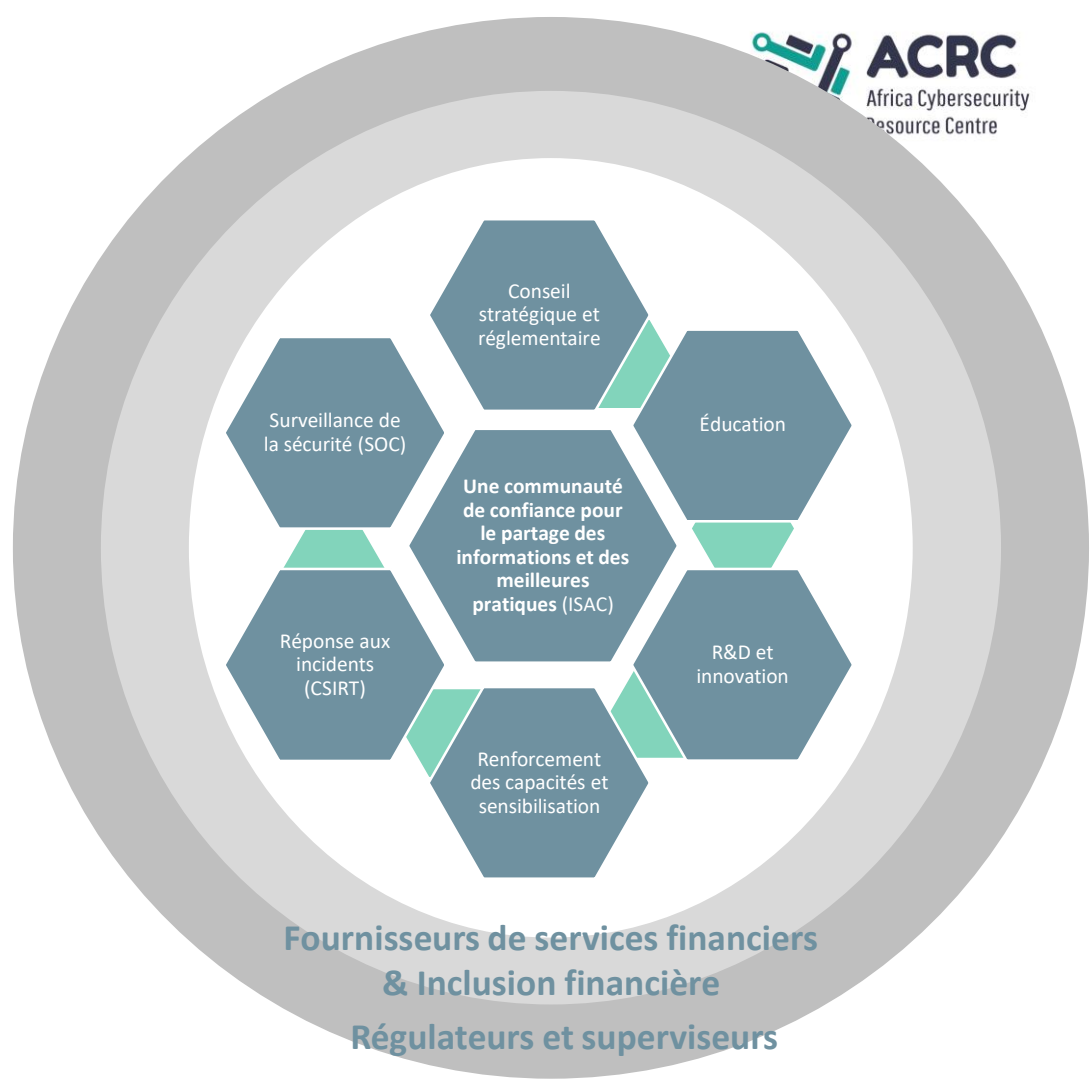 ACRC
Africa Cybersecurity
Resource Centre
Conseil
stratégique et
réglementaire
Surveillance de
la sécurité (SOC)
Éducation
Une communauté
de confiance pour
le partage des
informations et des
meilleures
pratiques (ISAC)
Réponse aux
incidents
(CSIRT)
R&D et
innovation
Renforcement
des capacités et
sensibilisation
Fournisseurs de services financiers
& Inclusion financière
Régulateurs et superviseurs